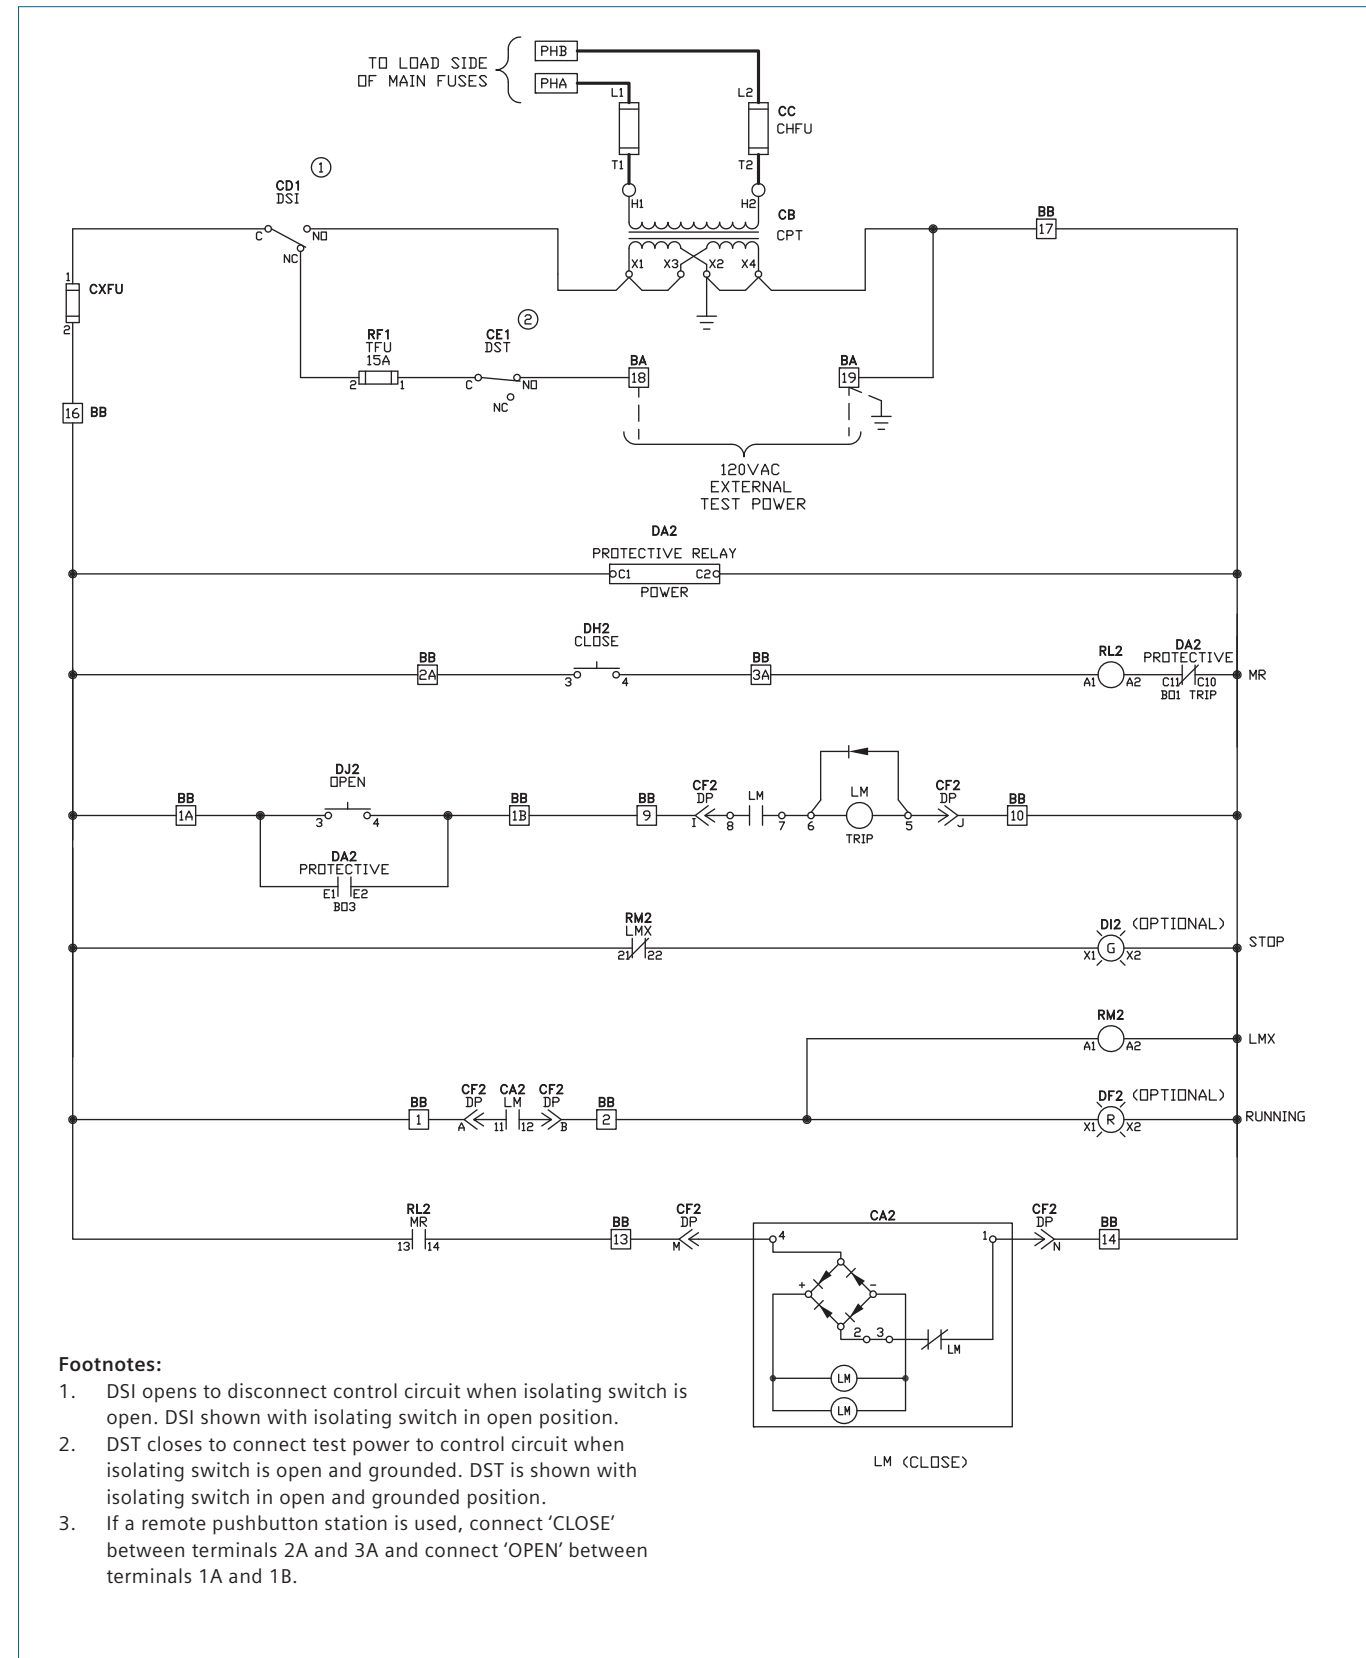 TO LOAD SIDE
OF MAIN FUSES
PHB
PHA
L1
L2
CC
CHFU
T1
T2
H1
H2
CB
CPT
X1
X3
X2
X4
1
CD1
DSI
C
NO
NC
BB
17
1
CXFU
2
RF1
TFU
15A
2
1
CE1
DST
2
C
NO
NC
BA
18
BA
19
16
BB
120VAC
EXTERNAL
TEST POWER
DA2
PROTECTIVE RELAY
C1
C2
POWER
BB
2A
DH2
CLOSE
3
4
BB
3A
RL2
A1
A2
DA2
PROTECTIVE
C11
C10
BO1 TRIP
MR
BB
1A
DJ2
OPEN
3
4
DA2
PROTECTIVE
E1
E2
BO3
BB
1B
BB
9
CF2
DP
I
8
LM
7
6
LM
TRIP
5
CF2
DP
J
BB
10
RM2
LMX
21
22
DI2 (OPTIONAL)
G
X1
X2
STOP
RM2
A1
A2
LMX
BB
1
CF2
DP
A
CA2
LM
11
12
CF2
DP
B
BB
2
DF2 (OPTIONAL)
R
X1
X2
RUNNING
RL2
MR
13
14
BB
13
CF2
DP
M
CA2
4
1
+
-
2
3
LM
LM
LM
CF2
DP
N
BB
14
LM (CLOSE)
Footnotes:
1. DSI opens to disconnect control circuit when isolating switch is
open. DSI shown with isolating switch in open position.
2. DST closes to connect test power to control circuit when
isolating switch is open and grounded. DST is shown with
isolating switch in open and grounded position.
3. If a remote pushbutton station is used, connect ‘CLOSE’
between terminals 2A and 3A and connect ‘OPEN’ between
terminals 1A and 1B.